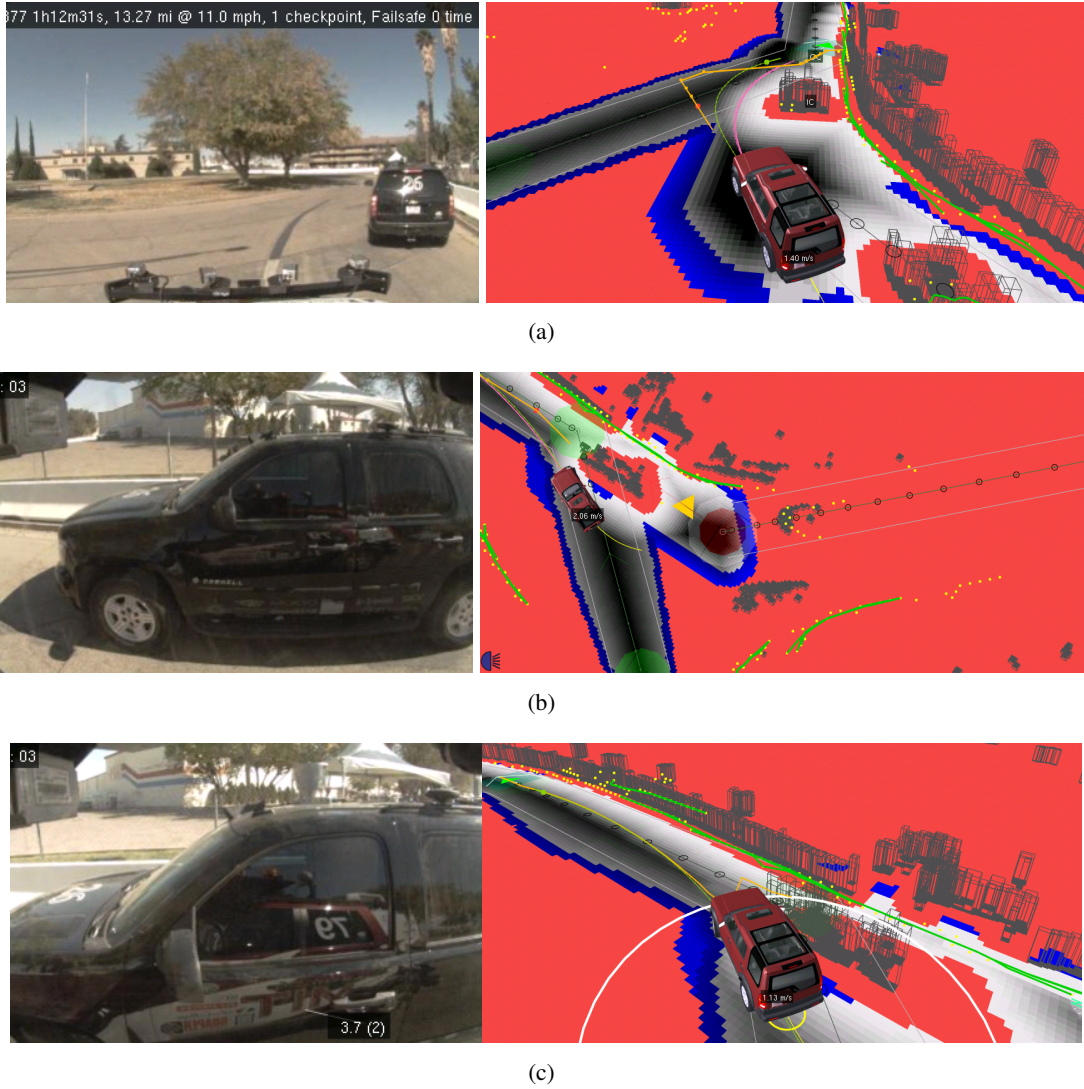 377 1h12m31s, 13.27 mi @ 11.0 mph, 1 checkpoint, Failsafe 0 time
26
IC
1.40 m/s
(a)
: 03
CORNELL
2.06 m/s
(b)
: 03
79
3.7 (2)
1.13 m/s
(c)